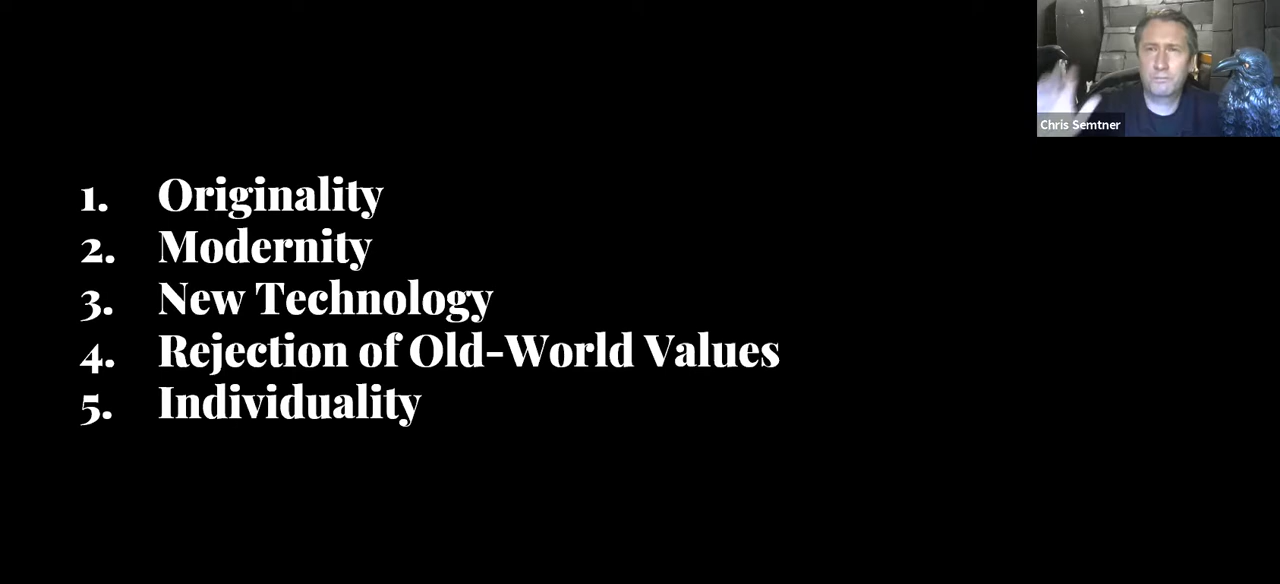 Chris Semtner
1. Originality
2. Modernity
3. New Technology
4. Rejection of Old-World Values
5. Individuality